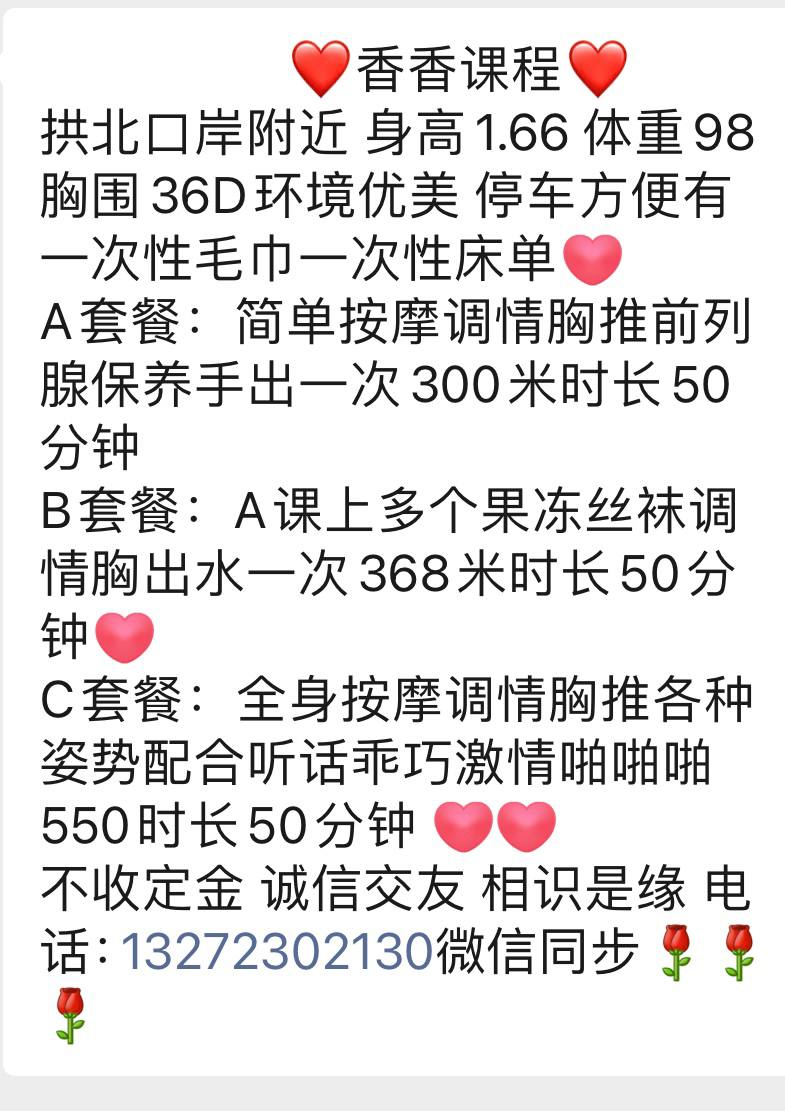 ❤️香香课程❤️
拱北口岸附近 身高1.66 体重98
胸围36D环境优美 停车方便有
一次性毛巾一次性床单💗
A套餐：简单按摩调情胸推前列
腺保养手出一次300米时长50
分钟
B套餐：A课上多个果冻丝袜调
情胸出水一次368米时长50分
钟💗
C套餐：全身按摩调情胸推各种
姿势配合听话乖巧激情啪啪啪
550时长50分钟 💗💗
不收定金 诚信交友 相识是缘 电
话：13272302130微信同步🌹🌹
🌹